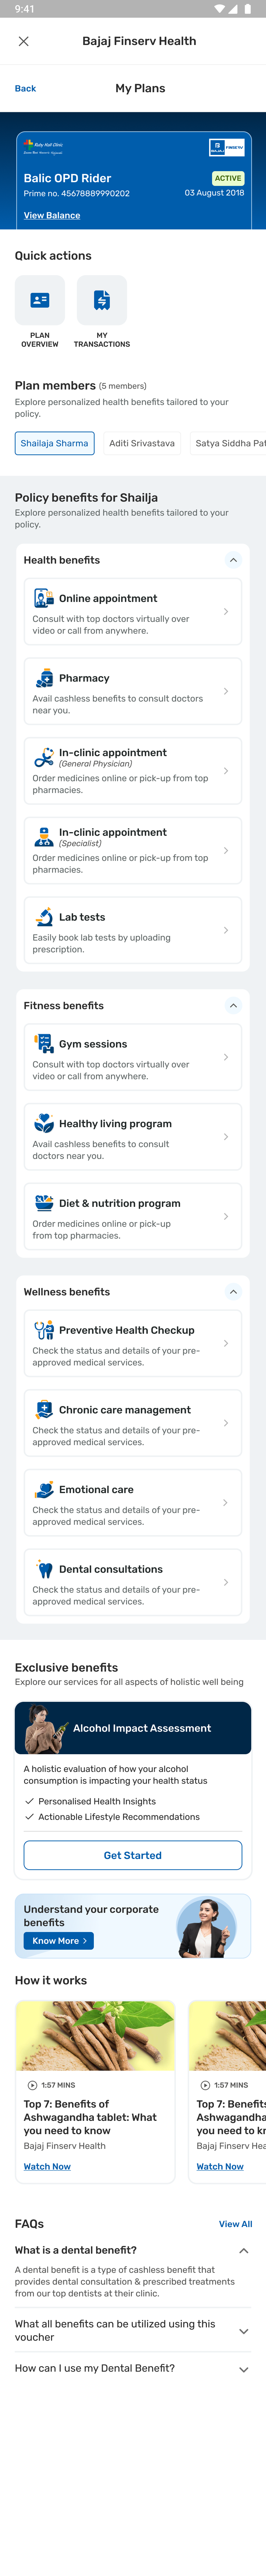 9:41
Bajaj Finserv Health
Back
My Plans
Ruby Hall Clinic
BAJAJ FINSERV
Balic OPD Rider
ACTIVE
Prime no. 45678889990202
03 August 2018
View Balance
Quick actions
PLAN
OVERVIEW
MY
TRANSACTIONS
Plan members (5 members)
Explore personalized health benefits tailored to your
policy.
Shailaja Sharma
Aditi Srivastava
Satya Siddha Pat
Policy benefits for Shailja
Explore personalized health benefits tailored to your
policy.
Health benefits
Online appointment
Consult with top doctors virtually over
video or call from anywhere.
Pharmacy
Avail cashless benefits to consult doctors
near you.
In-clinic appointment
(General Physician)
Order medicines online or pick-up from top
pharmacies.
In-clinic appointment
(Specialist)
Order medicines online or pick-up from top
pharmacies.
Lab tests
Easily book lab tests by uploading
prescription.
Fitness benefits
Gym sessions
Consult with top doctors virtually over
video or call from anywhere.
Healthy living program
Avail cashless benefits to consult
doctors near you.
Diet & nutrition program
Order medicines online or pick-up
from top pharmacies.
Wellness benefits
Preventive Health Checkup
Check the status and details of your pre-
approved medical services.
Chronic care management
Check the status and details of your pre-
approved medical services.
Emotional care
Check the status and details of your pre-
approved medical services.
Dental consultations
Check the status and details of your pre-
approved medical services.
Exclusive benefits
Explore our services for all aspects of holistic well being
Alcohol Impact Assessment
A holistic evaluation of how your alcohol
consumption is impacting your health status
Personalised Health Insights
Actionable Lifestyle Recommendations
Get Started
Understand your corporate
benefits
Know More
How it works
1:57 MINS
Top 7: Benefits of
Ashwagandha tablet: What
you need to know
Bajaj Finserv Health
Watch Now
1:57 MINS
Top 7: Benefits
Ashwagandha
you need to kn
Bajaj Finserv Hea
Watch Now
FAQs
View All
What is a dental benefit?
A dental benefit is a type of cashless benefit that
provides dental consultation & prescribed treatments
from our top dentists at their clinic.
What all benefits can be utilized using this
voucher
How can I use my Dental Benefit?